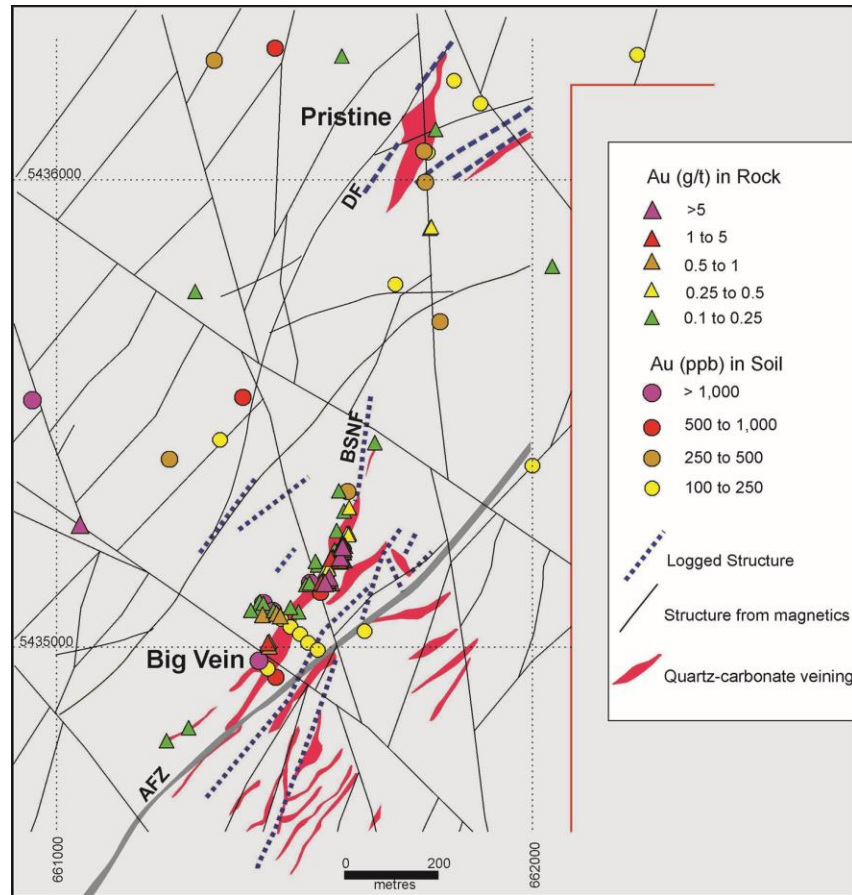 Pristine
5436000
DF
BSNF
5435000
Big Vein
AFZ
661000
662000
0 200
metres
Au (g/t) in Rock
>5
1 to 5
0.5 to 1
0.25 to 0.5
0.1 to 0.25
Au (ppb) in Soil
> 1,000
500 to 1,000
250 to 500
100 to 250
Logged Structure
Structure from magnetics
Quartz-carbonate veining